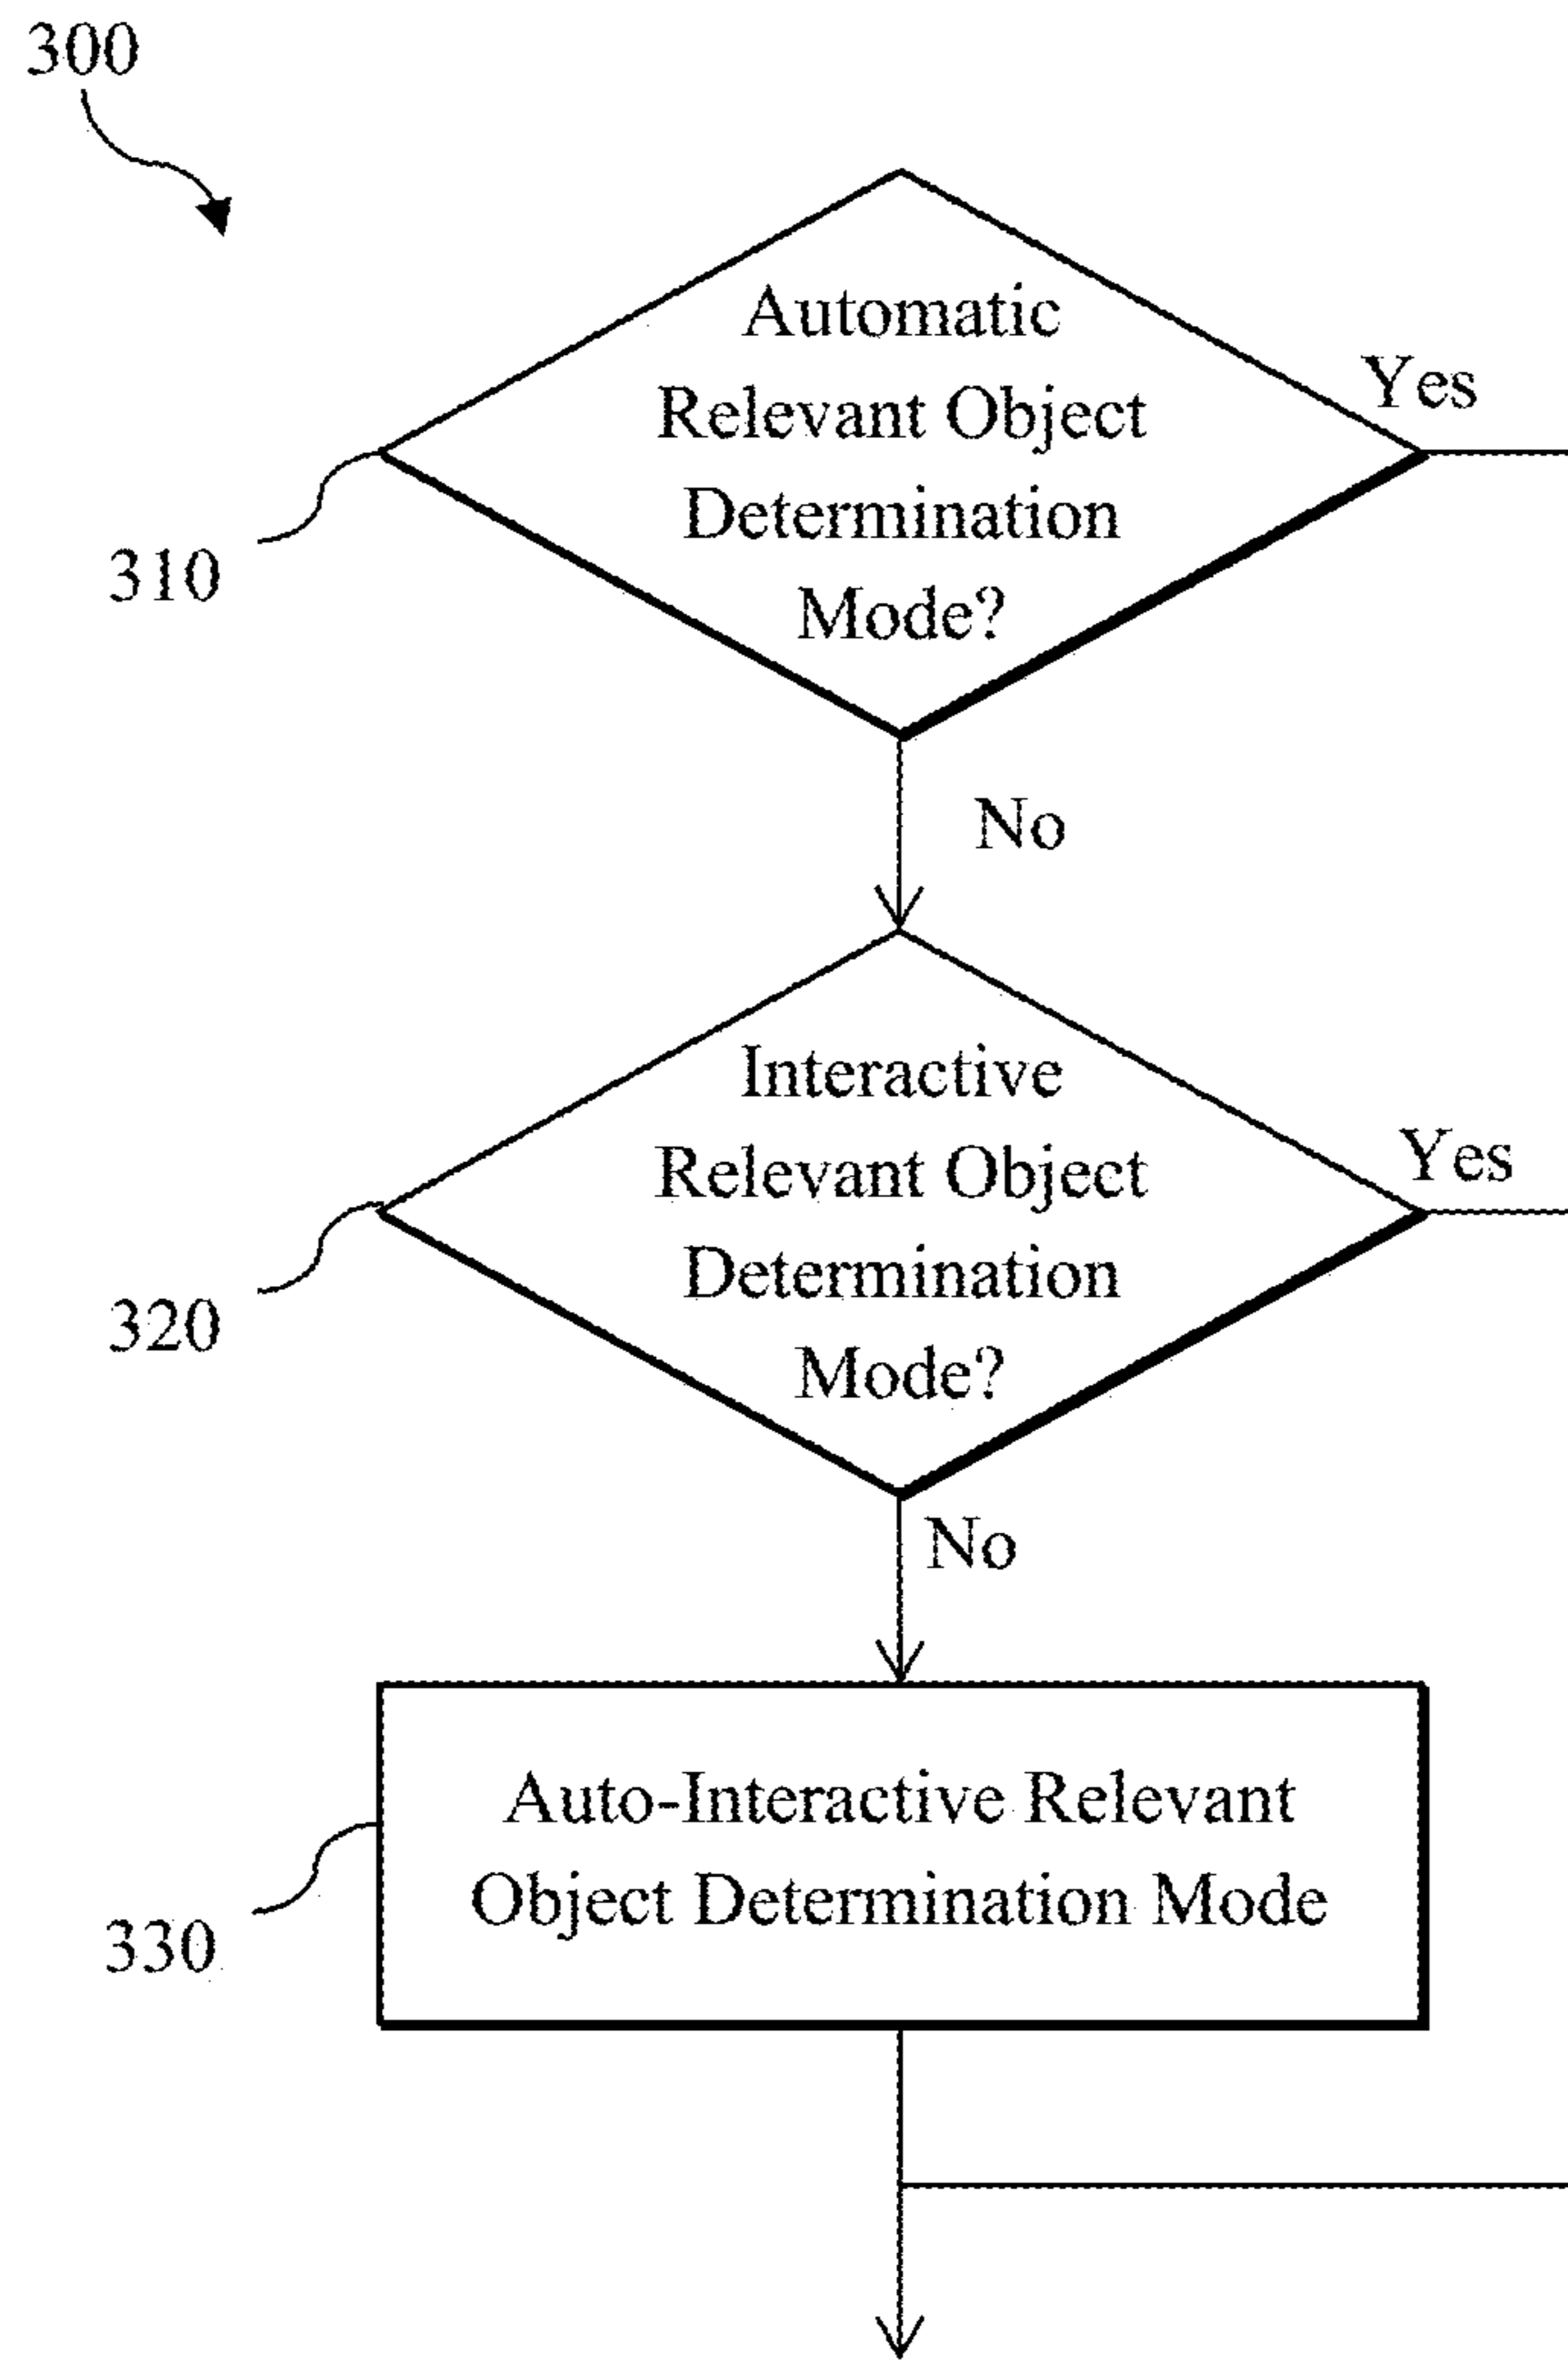 300
Automatic
Relevant Object
Determination
Mode?
Yes
310
No
Interactive
Relevant Object
Determination
Mode?
Yes
320
No
Auto-Interactive Relevant
Object Determination Mode
330